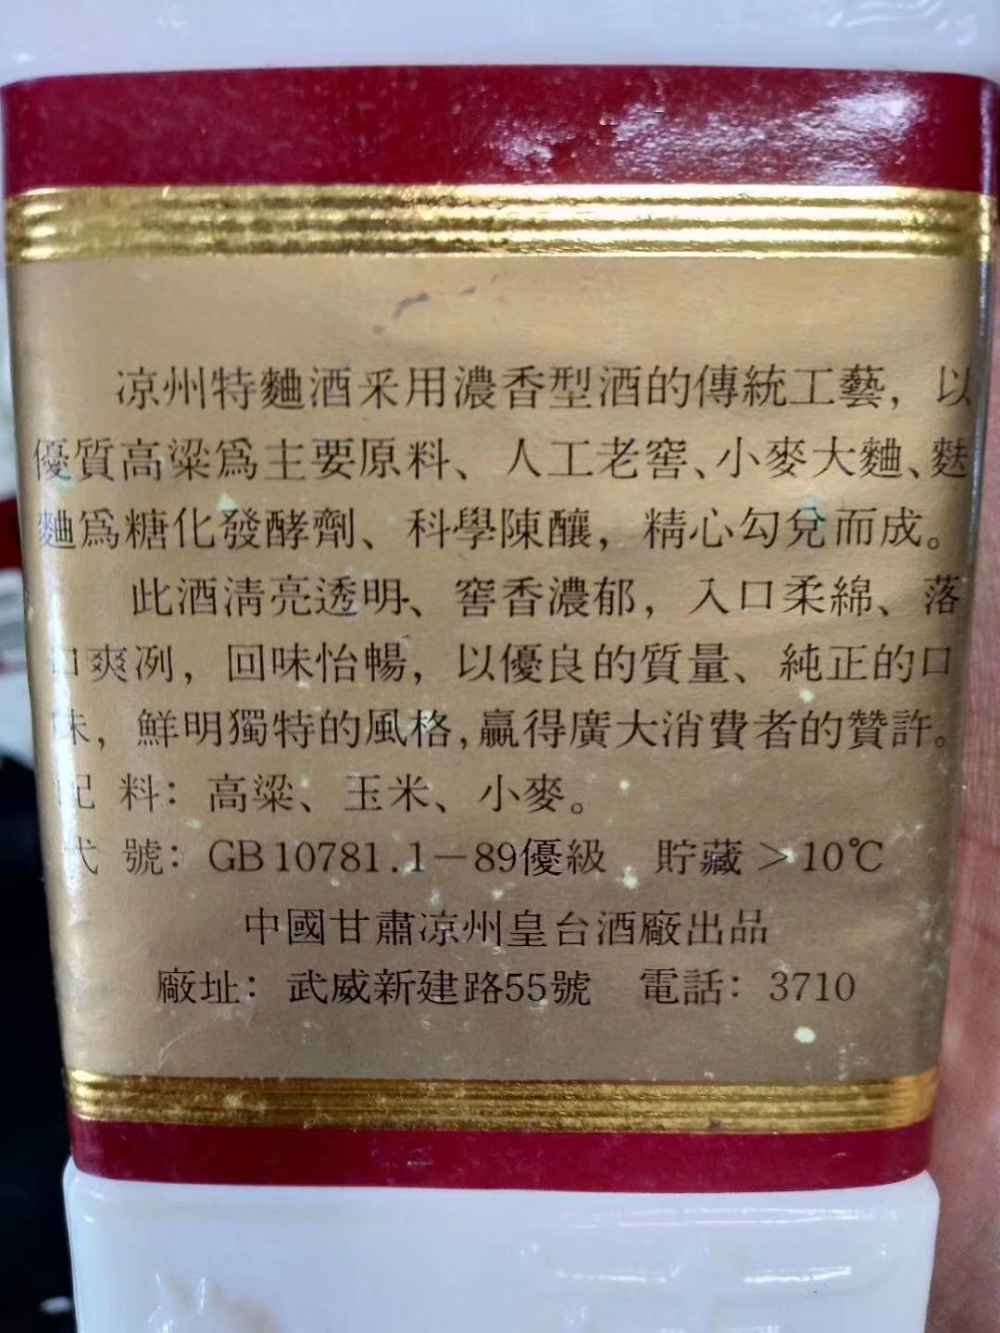 凉州特麯酒采用濃香型酒的傳統工藝，以
優質高粱爲主要原料、人工老窖、小麥大麯、麩
麯爲糖化發酵劑、科學陳釀，精心勾兌而成。
此酒清亮透明、窖香濃郁，入口柔綿、落
口爽冽，回味怡暢，以優良的質量、純正的口
味，鮮明獨特的風格，贏得廣大消費者的贊許。
配 料：高粱、玉米、小麥。
代 號：GB 10781.1－89優級 貯藏＞10℃
中國甘肅凉州皇台酒廠出品
廠址：武威新建路55號 電話：3710